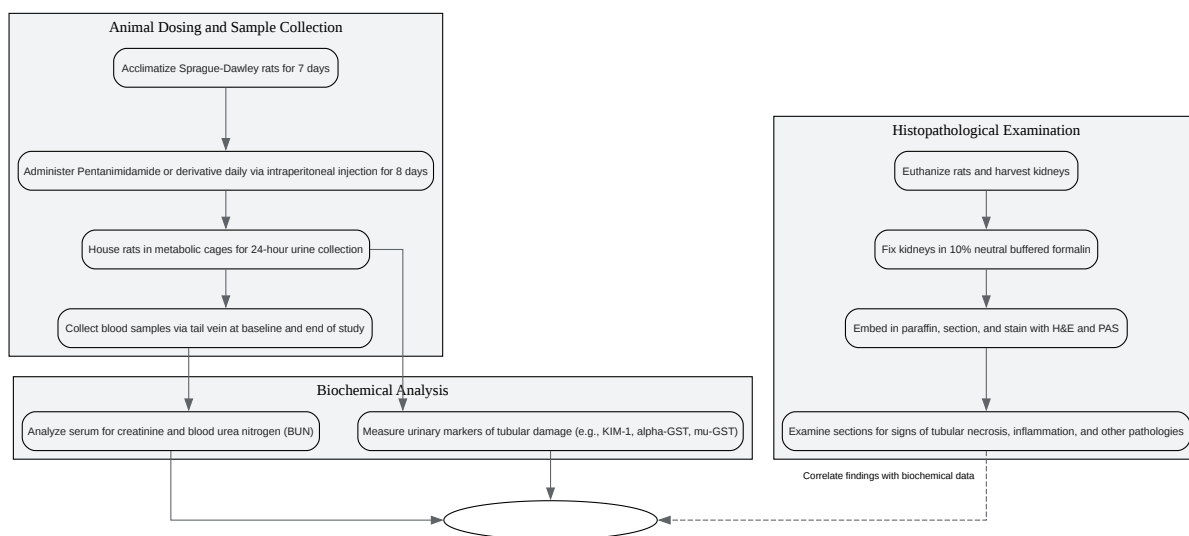 Animal Dosing and Sample Collection
Acclimatize Sprague-Dawley rats for 7 days
Administer Pentanimidamide or derivative daily via intraperitoneal injection for 8 days
House rats in metabolic cages for 24-hour urine collection
Collect blood samples via tail vein at baseline and end of study
Biochemical Analysis
Analyze serum for creatinine and blood urea nitrogen (BUN)
Measure urinary markers of tubular damage (e.g., KIM-1, alpha-GST, mu-GST)
Histopathological Examination
Euthanize rats and harvest kidneys
Fix kidneys in 10% neutral buffered formalin
Embed in paraffin, section, and stain with H&E and PAS
Examine sections for signs of tubular necrosis, inflammation, and other pathologies
Correlate findings with biochemical data